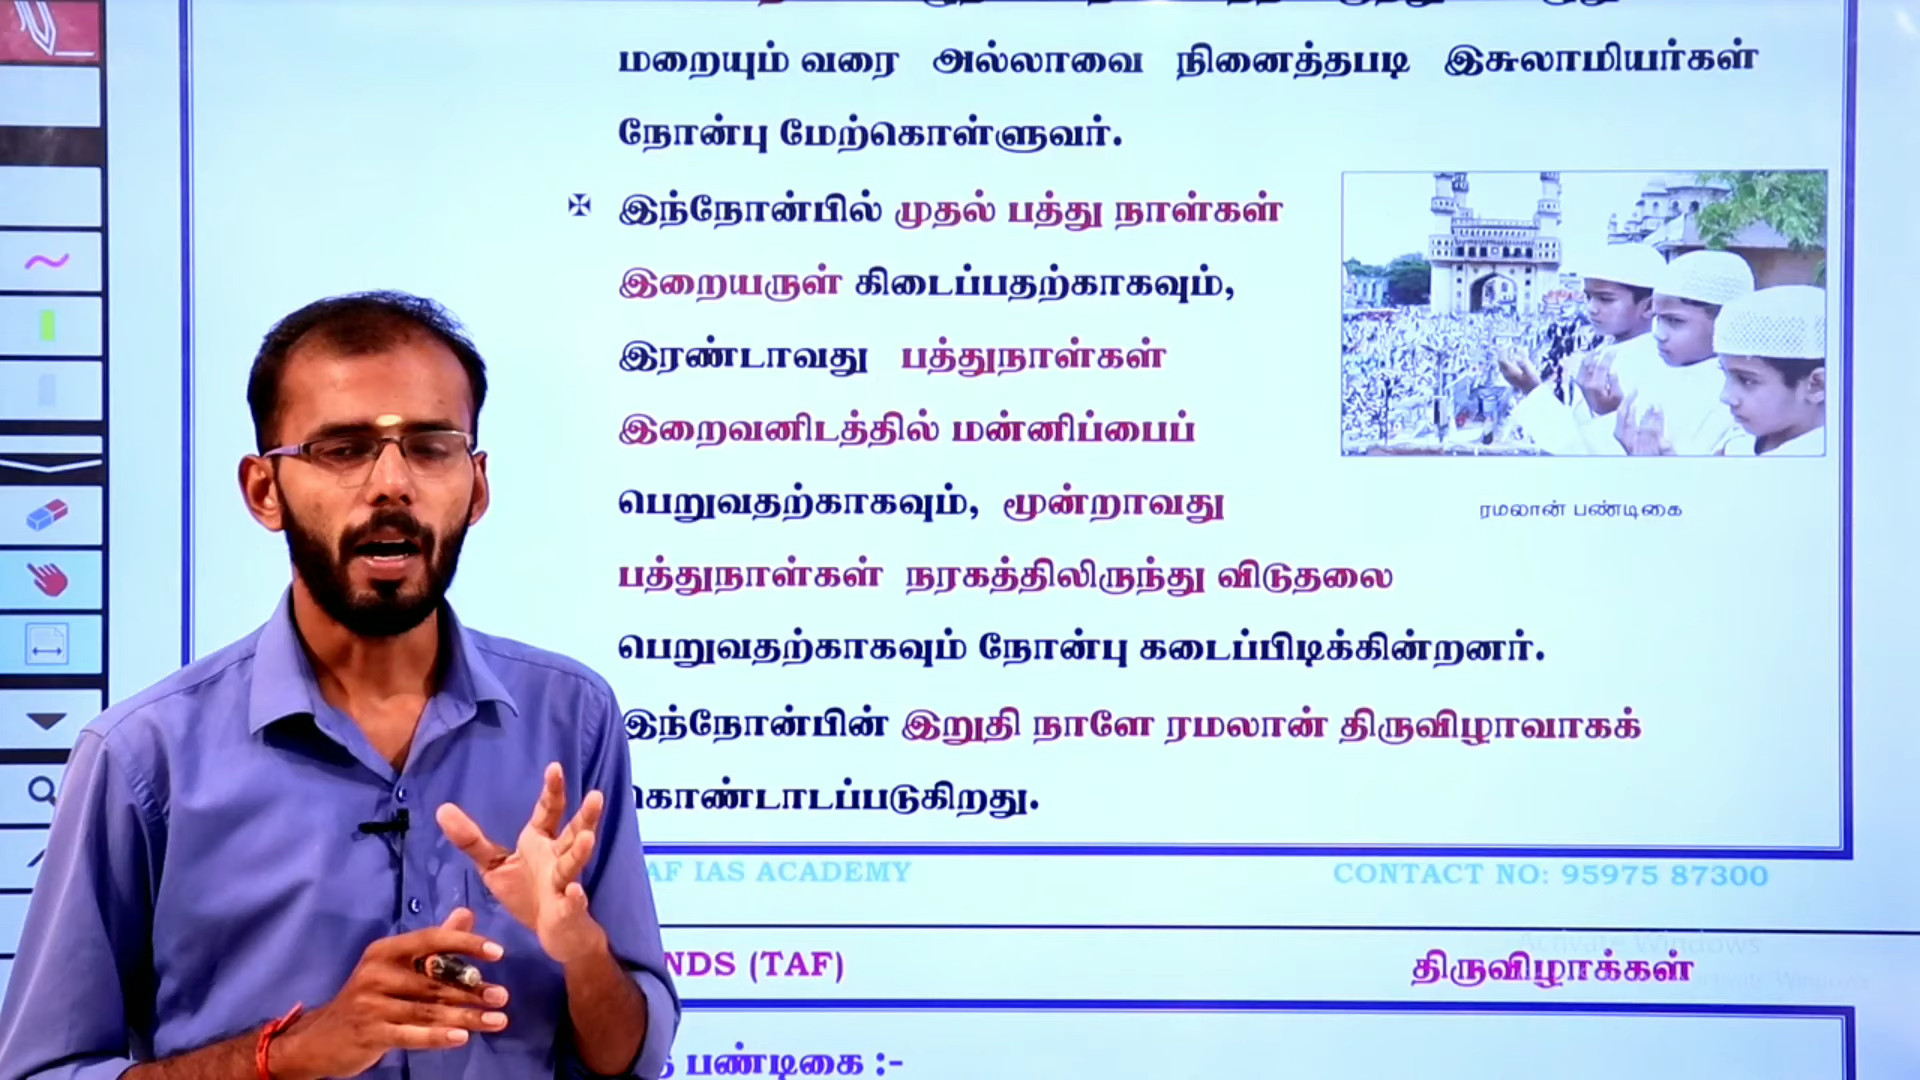 மறையும் வரை அல்லாவை நினைத்தபடி இசுலாமியர்கள்
நோன்பு மேற்கொள்ளுவர்.
✠ இந்நோன்பில் முதல் பத்து நாள்கள்
இறையருள் கிடைப்பதற்காகவும்,
இரண்டாவது பத்துநாள்கள்
இறைவனிடத்தில் மன்னிப்பைப்
பெறுவதற்காகவும், மூன்றாவது
பத்துநாள்கள் நரகத்திலிருந்து விடுதலை
பெறுவதற்காகவும் நோன்பு கடைப்பிடிக்கின்றனர்.
இந்நோன்பின் இறுதி நாளே ரமலான் திருவிழாவாகக்
கொண்டாடப்படுகிறது.
ரமலான் பண்டிகை
AF IAS ACADEMY
CONTACT NO: 95975 87300
NDS (TAF)
திருவிழாக்கள்
Activate Windows
பண்டிகை :-